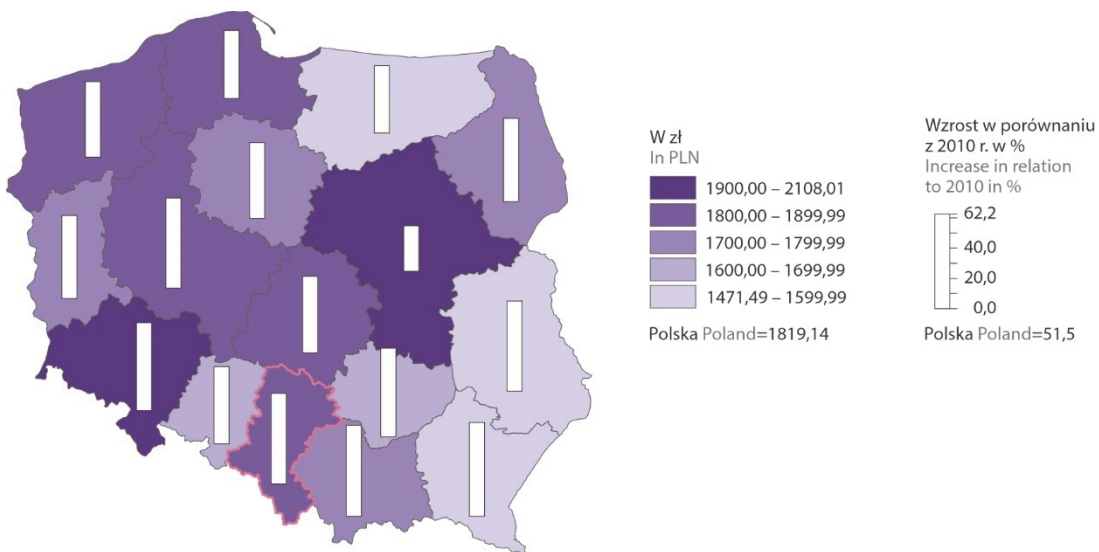 W zł
In PLN
1900,00 – 2108,01
1800,00 – 1899,99
1700,00 – 1799,99
1600,00 – 1699,99
1471,49 – 1599,99
Polska Poland=1819,14
Wzrost w porównaniu
z 2010 r. w %
Increase in relation
to 2010 in %
62,2
40,0
20,0
0,0
Polska Poland=51,5